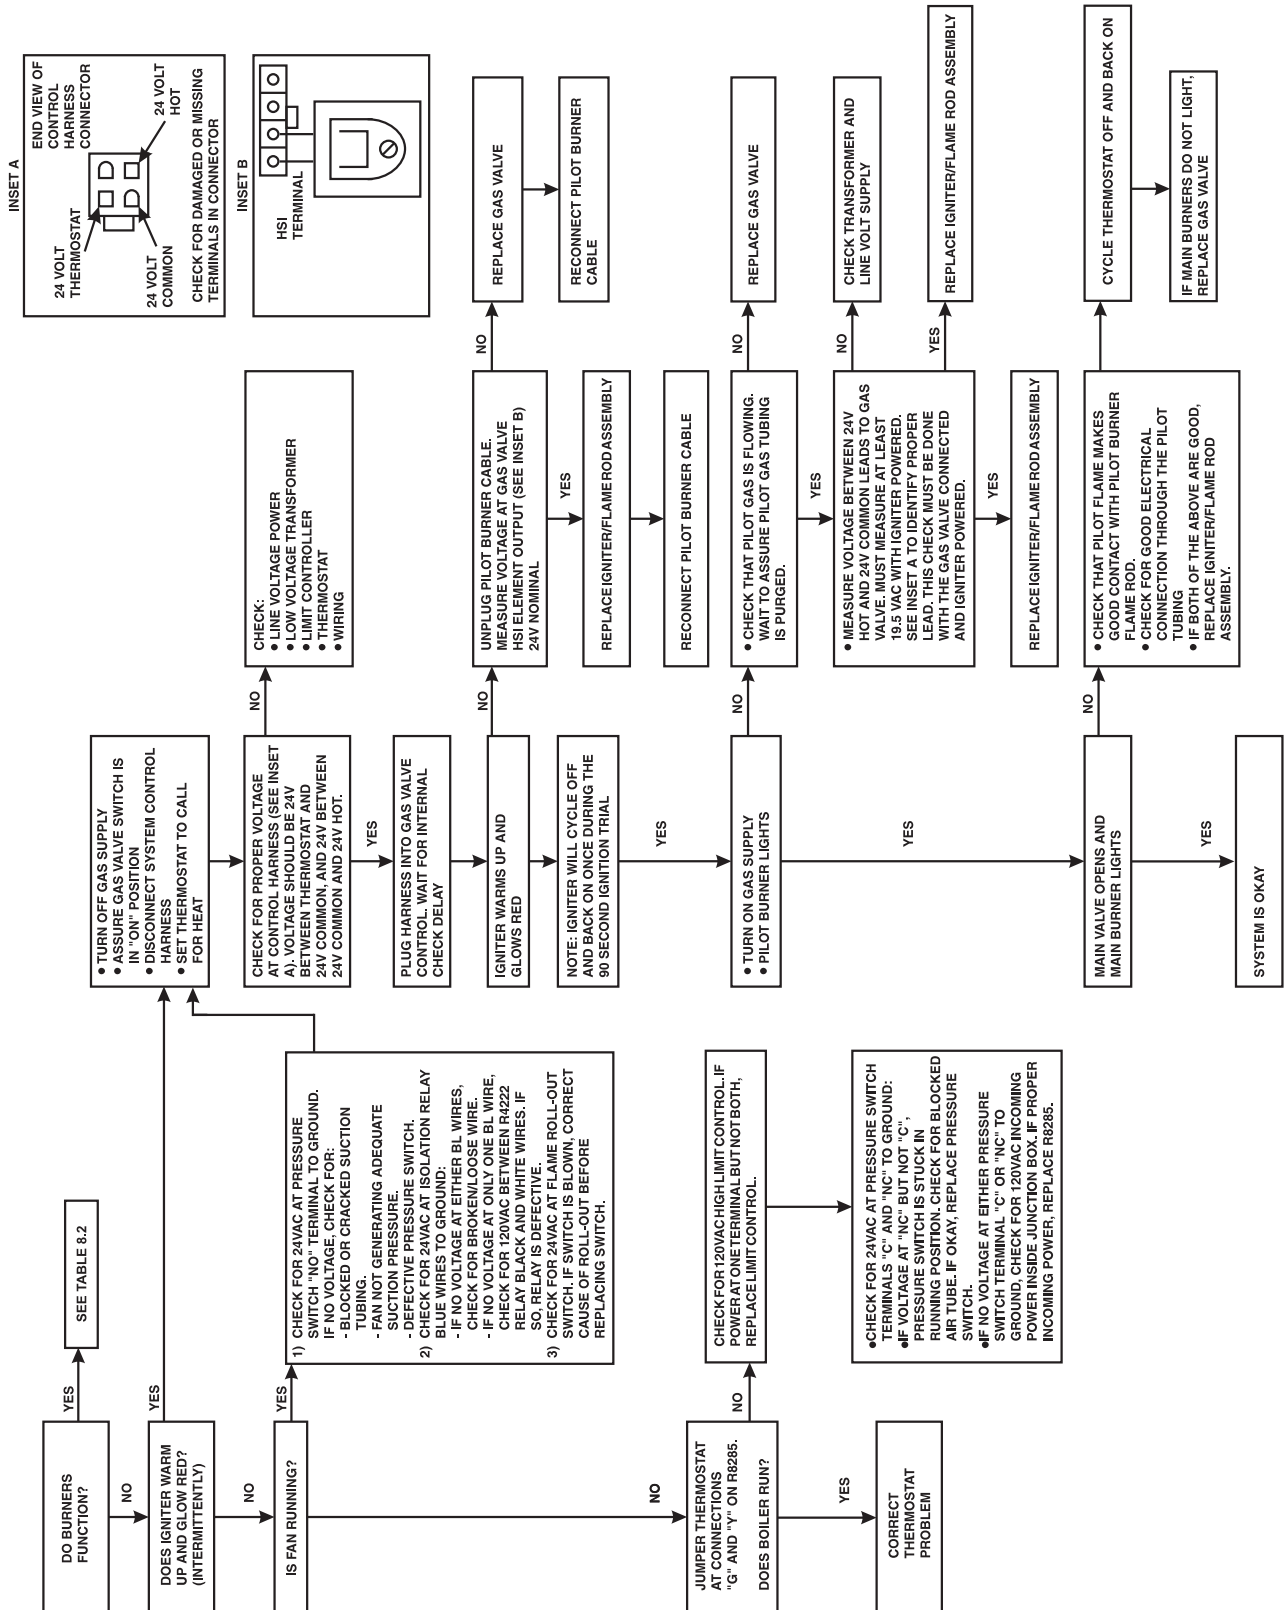 DO BURNERS
FUNCTION?
YES
SEE TABLE 8.2
NO
DOES IGNITER WARM
UP AND GLOW RED?
(INTERMITTENTLY)
YES
NO
IS FAN RUNNING?
YES
1) CHECK FOR 24VAC AT PRESSURE
SWITCH "NO" TERMINAL TO GROUND.
IF NO VOLTAGE, CHECK FOR:
- BLOCKED OR CRACKED SUCTION
TUBING.
- FAN NOT GENERATING ADEQUATE
SUCTION PRESSURE.
- DEFECTIVE PRESSURE SWITCH.
2) CHECK FOR 24VAC AT ISOLATION RELAY
BLUE WIRES TO GROUND:
- IF NO VOLTAGE AT EITHER BL WIRES,
CHECK FOR BROKEN/LOOSE WIRE.
- IF NO VOLTAGE AT ONLY ONE BL WIRE,
CHECK FOR 120VAC BETWEEN R4222
RELAY BLACK AND WHITE WIRES. IF
SO, RELAY IS DEFECTIVE.
3) CHECK FOR 24VAC AT FLAME ROLL-OUT
SWITCH. IF SWITCH IS BLOWN, CORRECT
CAUSE OF ROLL-OUT BEFORE
REPLACING SWITCH.
NO
JUMPER THERMOSTAT
AT CONNECTIONS
"G" AND "Y" ON R8285.
DOES BOILER RUN?
NO
CHECK FOR 120VAC HIGH LIMIT CONTROL. IF
POWER AT ONE TERMINAL BUT NOT BOTH,
REPLACE LIMIT CONTROL.
●CHECK FOR 24VAC AT PRESSURE SWITCH
TERMINALS "C" AND "NC" TO GROUND:
●IF VOLTAGE AT "NC" BUT NOT "C",
PRESSURE SWITCH IS STUCK IN
RUNNING POSITION. CHECK FOR BLOCKED
AIR TUBE. IF OKAY, REPLACE PRESSURE
SWITCH.
●IF NO VOLTAGE AT EITHER PRESSURE
SWITCH TERMINAL "C" OR "NC" TO
GROUND, CHECK FOR 120VAC INCOMING
POWER INSIDE JUNCTION BOX. IF PROPER
INCOMING POWER, REPLACE R8285.
YES
CORRECT
THERMOSTAT
PROBLEM
● TURN OFF GAS SUPPLY
● ASSURE GAS VALVE SWITCH IS
IN "ON" POSITION
● DISCONNECT SYSTEM CONTROL
HARNESS
● SET THERMOSTAT TO CALL
FOR HEAT
CHECK FOR PROPER VOLTAGE
AT CONTROL HARNESS (SEE INSET
A). VOLTAGE SHOULD BE 24V
BETWEEN THERMOSTAT AND
24V COMMON, AND 24V BETWEEN
24V COMMON AND 24V HOT.
NO
CHECK:
● LINE VOLTAGE POWER
● LOW VOLTAGE TRANSFORMER
● LIMIT CONTROLLER
● THERMOSTAT
● WIRING
YES
PLUG HARNESS INTO GAS VALVE
CONTROL. WAIT FOR INTERNAL
CHECK DELAY
IGNITER WARMS UP AND
GLOWS RED
NO
UNPLUG PILOT BURNER CABLE.
MEASURE VOLTAGE AT GAS VALVE
HSI ELEMENT OUTPUT (SEE INSET B)
24V NOMINAL
NO
REPLACE GAS VALVE
RECONNECT PILOT BURNER
CABLE
YES
REPLACE IGNITER/FLAME ROD ASSEMBLY
RECONNECT PILOT BURNER CABLE
NOTE: IGNITER WILL CYCLE OFF
AND BACK ON ONCE DURING THE
90 SECOND IGNITION TRIAL
YES
● TURN ON GAS SUPPLY
● PILOT BURNER LIGHTS
NO
● CHECK THAT PILOT GAS IS FLOWING.
WAIT TO ASSURE PILOT GAS TUBING
IS PURGED.
NO
REPLACE GAS VALVE
YES
● MEASURE VOLTAGE BETWEEN 24V
HOT AND 24V COMMON LEADS TO GAS
VALVE. MUST MEASURE AT LEAST
19.5 VAC WITH IGNITER POWERED.
SEE INSET A TO IDENTIFY PROPER
LEAD. THIS CHECK MUST BE DONE
WITH THE GAS VALVE CONNECTED
AND IGNITER POWERED.
NO
CHECK TRANSFORMER AND
LINE VOLT SUPPLY
YES
REPLACE IGNITER/FLAME ROD ASSEMBLY
YES
REPLACE IGNITER/FLAME ROD ASSEMBLY
YES
MAIN VALVE OPENS AND
MAIN BURNER LIGHTS
NO
● CHECK THAT PILOT FLAME MAKES
GOOD CONTACT WITH PILOT BURNER
FLAME ROD.
● CHECK FOR GOOD ELECTRICAL
CONNECTION THROUGH THE PILOT
TUBING
● IF BOTH OF THE ABOVE ARE GOOD,
REPLACE IGNITER/FLAME ROD
ASSEMBLY.
CYCLE THERMOSTAT OFF AND BACK ON
IF MAIN BURNERS DO NOT LIGHT,
REPLACE GAS VALVE
YES
SYSTEM IS OKAY
INSET A
END VIEW OF
CONTROL
HARNESS
CONNECTOR
24 VOLT
THERMOSTAT
24 VOLT
HOT
24 VOLT
COMMON
CHECK FOR DAMAGED OR MISSING
TERMINALS IN CONNECTOR
INSET B
HSI
TERMINAL